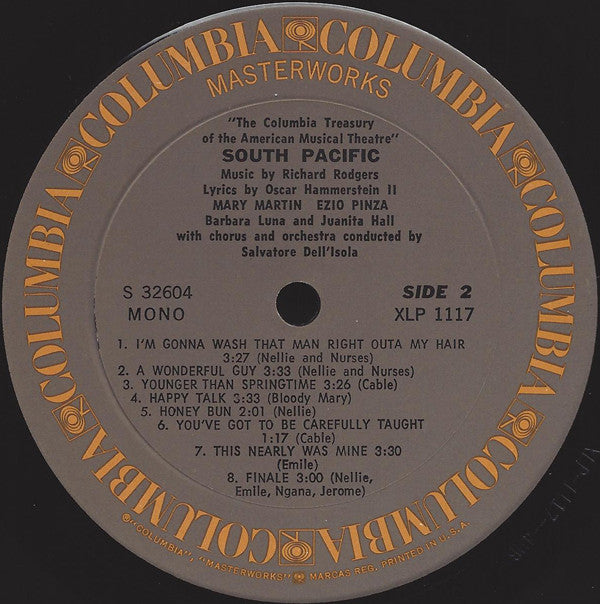 COLUMBIA COLUMBIA COLUMBIA COLUMBIA COLUMBIA COLUMBIA COLUMBIA COLUMBIA
MASTERWORKS
"The Columbia Treasury
of the American Musical Theatre"
SOUTH PACIFIC
Music by Richard Rodgers
Lyrics by Oscar Hammerstein II
MARY MARTIN EZIO PINZA
Barbara Luna and Juanita Hall
with chorus and orchestra conducted by
Salvatore Dell'Isola
S 32604
MONO
SIDE 2
XLP 1117
1. I'M GONNA WASH THAT MAN RIGHT OUTA MY HAIR
3:27 (Nellie and Nurses)
2. A WONDERFUL GUY 3:33 (Nellie and Nurses)
3. YOUNGER THAN SPRINGTIME 3:26 (Cable)
4. HAPPY TALK 3:33 (Bloody Mary)
5. HONEY BUN 2:01 (Nellie)
6. YOU'VE GOT TO BE CAREFULLY TAUGHT
1:17 (Cable)
7. THIS NEARLY WAS MINE 3:30
(Emile)
8. FINALE 3:00 (Nellie,
Emile, Ngana, Jerome)
®"COLUMBIA", "MASTERWORKS" MARCAS REG. PRINTED IN U.S.A.